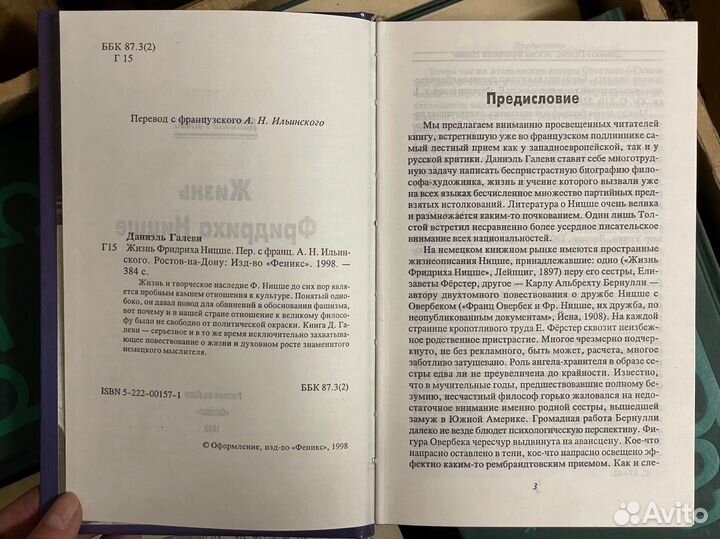 ББК 87.3(2)
Г 15
Перевод с французского А. Н. Ильинского
Даниэль Галеви
Г15 Жизнь Фридриха Ницше. Пер. с франц. А. Н. Ильин-
ского. Ростов-на-Дону: Изд-во «Феникс». 1998. —
384 с.
Жизнь и творческое наследие Ф. Ницше до сих пор явля-
ется пробным камнем отношения к культуре. Понятый одно-
боко, он давал повод для обвинений в обосновании фашизма,
вот почему и в нашей стране отношение к великому филосо-
фу было не свободно от политической окраски. Книга Д. Га-
леви — серьезное и в то же время исключительно захватыва-
ющее повествование о жизни и духовном росте знаменитого
немецкого мыслителя.
ISBN 5-222-00157-1
ББК 87.3(2)
© Оформление, изд-во «Феникс», 1998
Предисловие
Мы предлагаем вниманию просвещенных читателей
книгу, встретившую уже во французском подлиннике са-
мый лестный прием как у западноевропейской, так и у
русской критики. Даниэль Галеви ставит себе многотруд-
ную задачу написать беспристрастную биографию фило-
софа-художника, жизнь и учение которого вызвали уже на
всех языках бесчисленное множество партийных и пред-
взятых истолкований. Литература о Ницше очень велика
и размножается каким-то почкованием. Один лишь Тол-
стой встретил несравненно более усердное писательское
внимание всех национальностей.
На немецком книжном рынке имеются пространные
жизнеописания Ницше, принадлежащие: одно («Жизнь
Фридриха Ницше», Лейпциг, 1897) перу его сестры, Ели-
заветы Фёрстер, другое — Карлу Альбрехту Бернулли —
автору двухтомного повествования о дружбе Ницше с
Овербеком («Франц Овербек и Фр. Ницше, их дружба, по
неопубликованным документам», Йена, 1908). На каждой
странице кропотливого труда Е. Фёрстер сквозит неизбеж-
ное родственное пристрастие. Многое чрезмерно подчерк-
нуто, не без рекламного, быть может, расчета, многое
заботливо затушевано. Роль ангела-хранителя в образе се-
стры едва ли не преувеличена до крайности. Известно,
что в мучительные годы, предшествовавшие полному бе-
зумию, несчастный философ горько жаловался на недо-
статочное внимание именно родной сестры, вышедшей
замуж в Южной Америке. Громадная работа Бернулли
далеко не везде блюдет психологическую перспективу. Фи-
гура Овербека чересчур выдвинута на авансцену. Кое-что
напрасно оставлено в тени, кое-что напрасно освещено
эффектно каким-то рембрандтовским приемом. Как и сле-
3
Avito